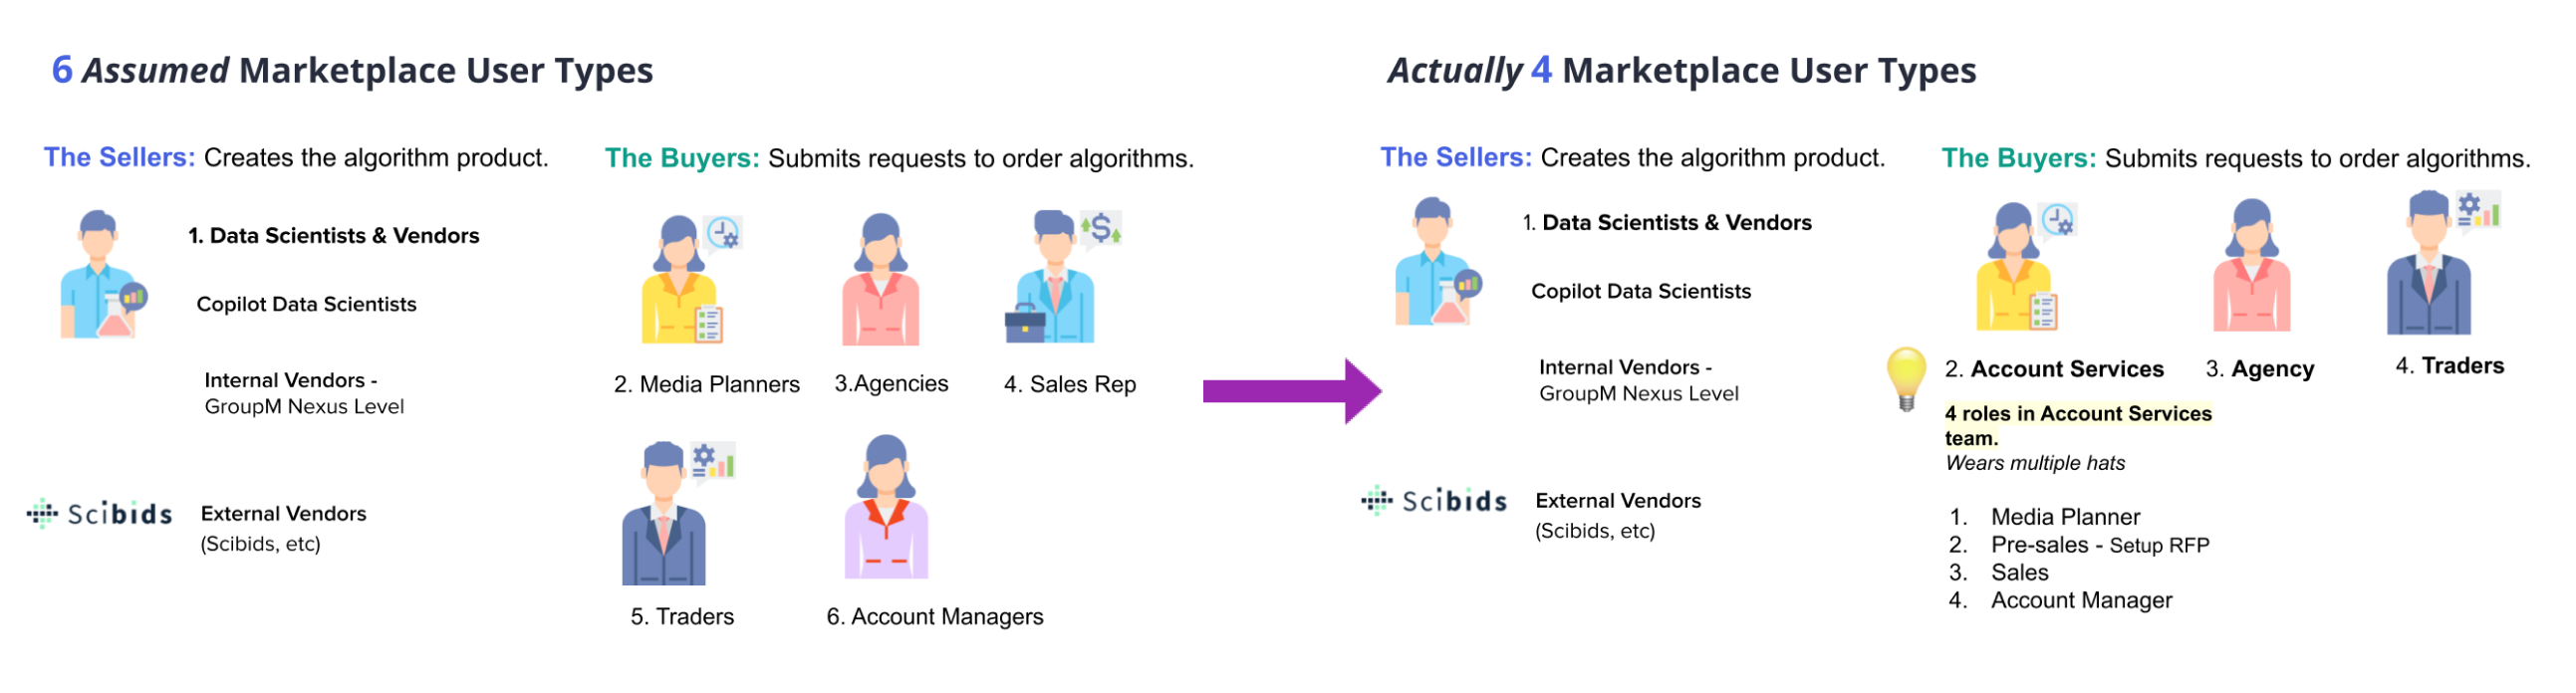 6 Assumed Marketplace User Types
The Sellers: Creates the algorithm product.
1. Data Scientists & Vendors
Copilot Data Scientists
Internal Vendors -
GroupM Nexus Level
Scibids
External Vendors
(Scibids, etc)
The Buyers: Submits requests to order algorithms.
$
2. Media Planners
3.Agencies
4. Sales Rep
5. Traders
6. Account Managers
Actually 4 Marketplace User Types
The Sellers: Creates the algorithm product.
1. Data Scientists & Vendors
Copilot Data Scientists
Internal Vendors -
GroupM Nexus Level
Scibids
External Vendors
(Scibids, etc)
The Buyers: Submits requests to order algorithms.
2. Account Services
3. Agency
4. Traders
4 roles in Account Services
team.
Wears multiple hats
1. Media Planner
2. Pre-sales - Setup RFP
3. Sales
4. Account Manager